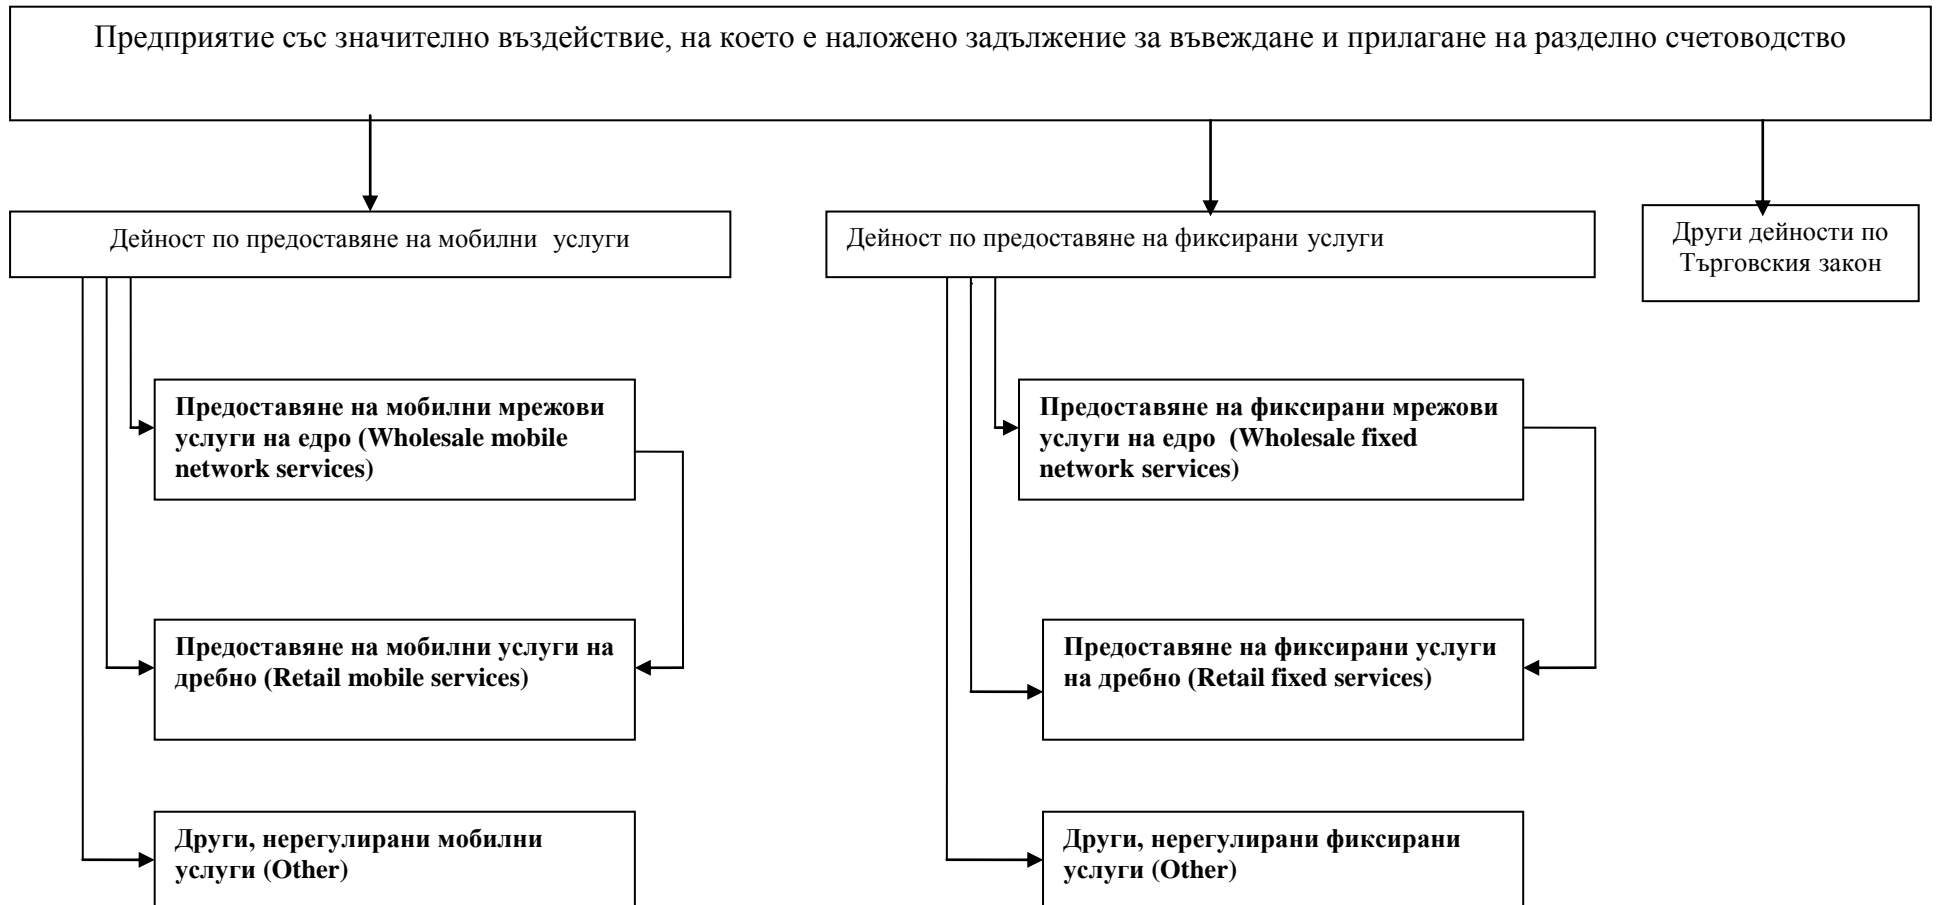 Предприятие със значително въздействие, на което е наложено задължение за въвеждане и прилагане на разделно счетоводство
Дейност по предоставяне на мобилни услуги
Дейност по предоставяне на фиксирани услуги
Други дейности по
Търговския закон
Предоставяне на мобилни мрежови
услуги на едро (Wholesale mobile
network services)
Предоставяне на фиксирани мрежови
услуги на едро (Wholesale fixed
network services)
Предоставяне на мобилни услуги на
дребно (Retail mobile services)
Предоставяне на фиксирани услуги
на дребно (Retail fixed services)
Други, нерегулирани мобилни
услуги (Other)
Други, нерегулирани фиксирани
услуги (Other)